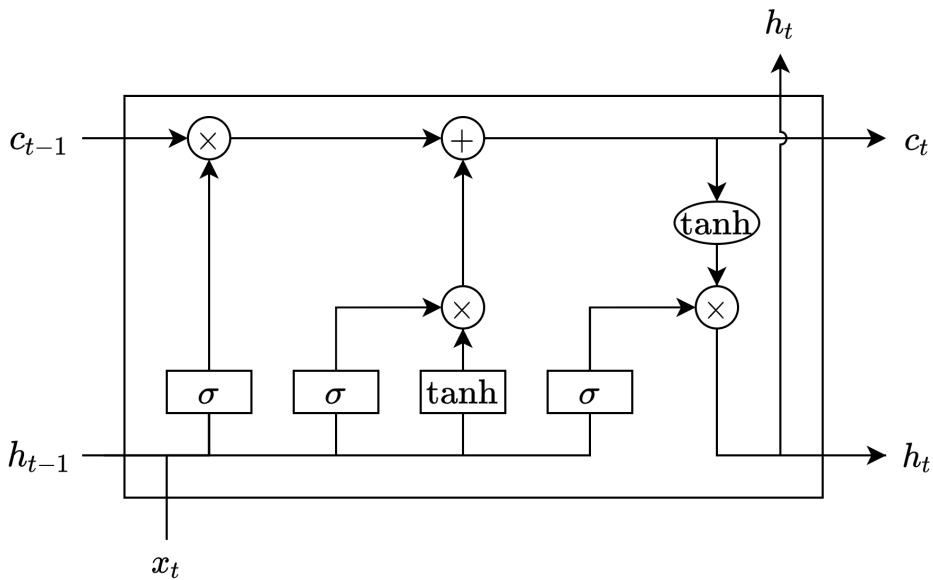 h_t
c_{t-1} × + c_t
tanh
× ×
σ σ tanh σ
h_{t-1} h_t
x_t